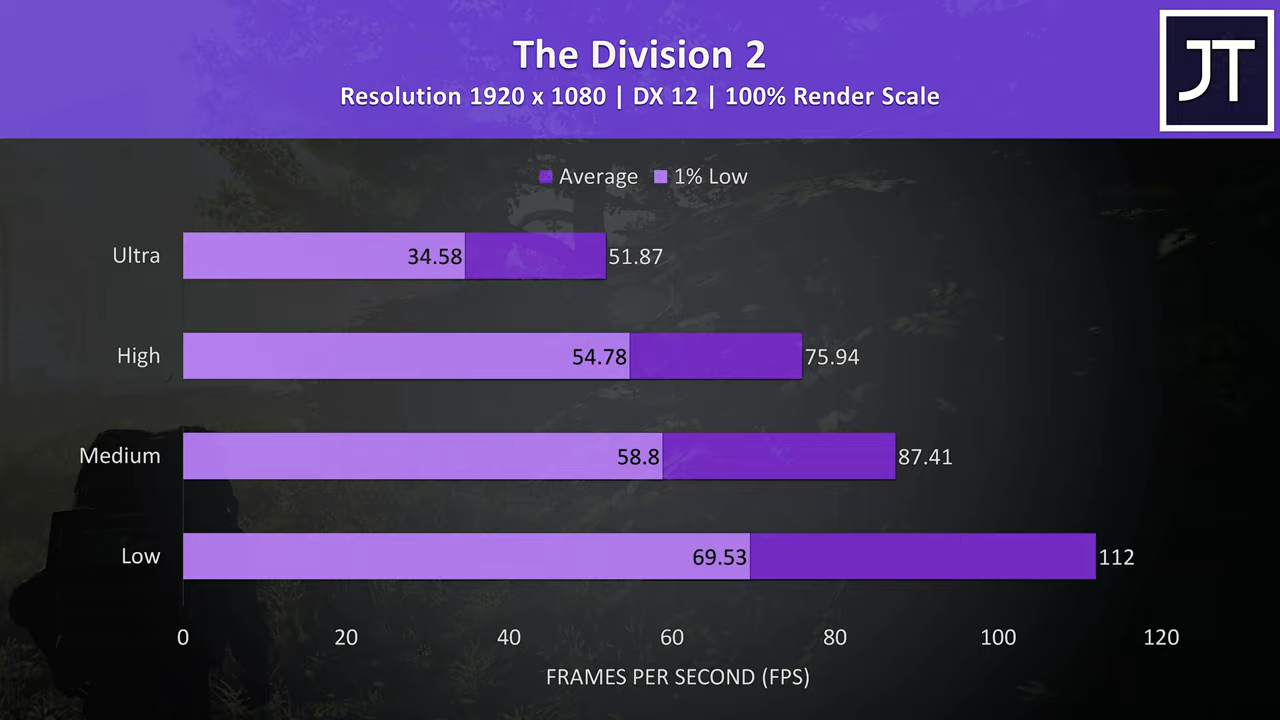 The Division 2
Resolution 1920 x 1080 | DX 12 | 100% Render Scale
JT
Average 1% Low
Ultra 34.58 51.87
High 54.78 75.94
Medium 58.8 87.41
Low 69.53 112
0 20 40 60 80 100 120
FRAMES PER SECOND (FPS)